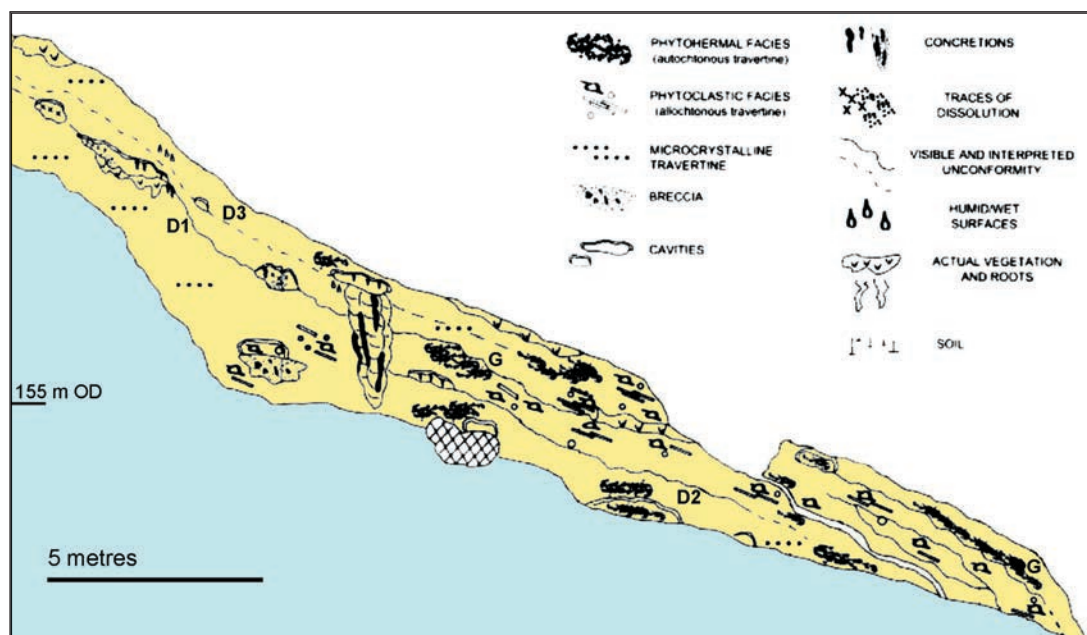 PHYTOHERMAL FACIES
(autochtonous travertine)
PHYTOCLASTIC FACIES
(allochtonous travertine)
MICROCRYSTALLINE
TRAVERTINE
BRECCIA
CAVITIES
CONCRETIONS
TRACES OF
DISSOLUTION
VISIBLE AND INTERPRETED
UNCONFORMITY
HUMID/WET
SURFACES
ACTUAL VEGETATION
AND ROOTS
SOIL
D3
D1
G
155 m OD
D2
G
5 metres